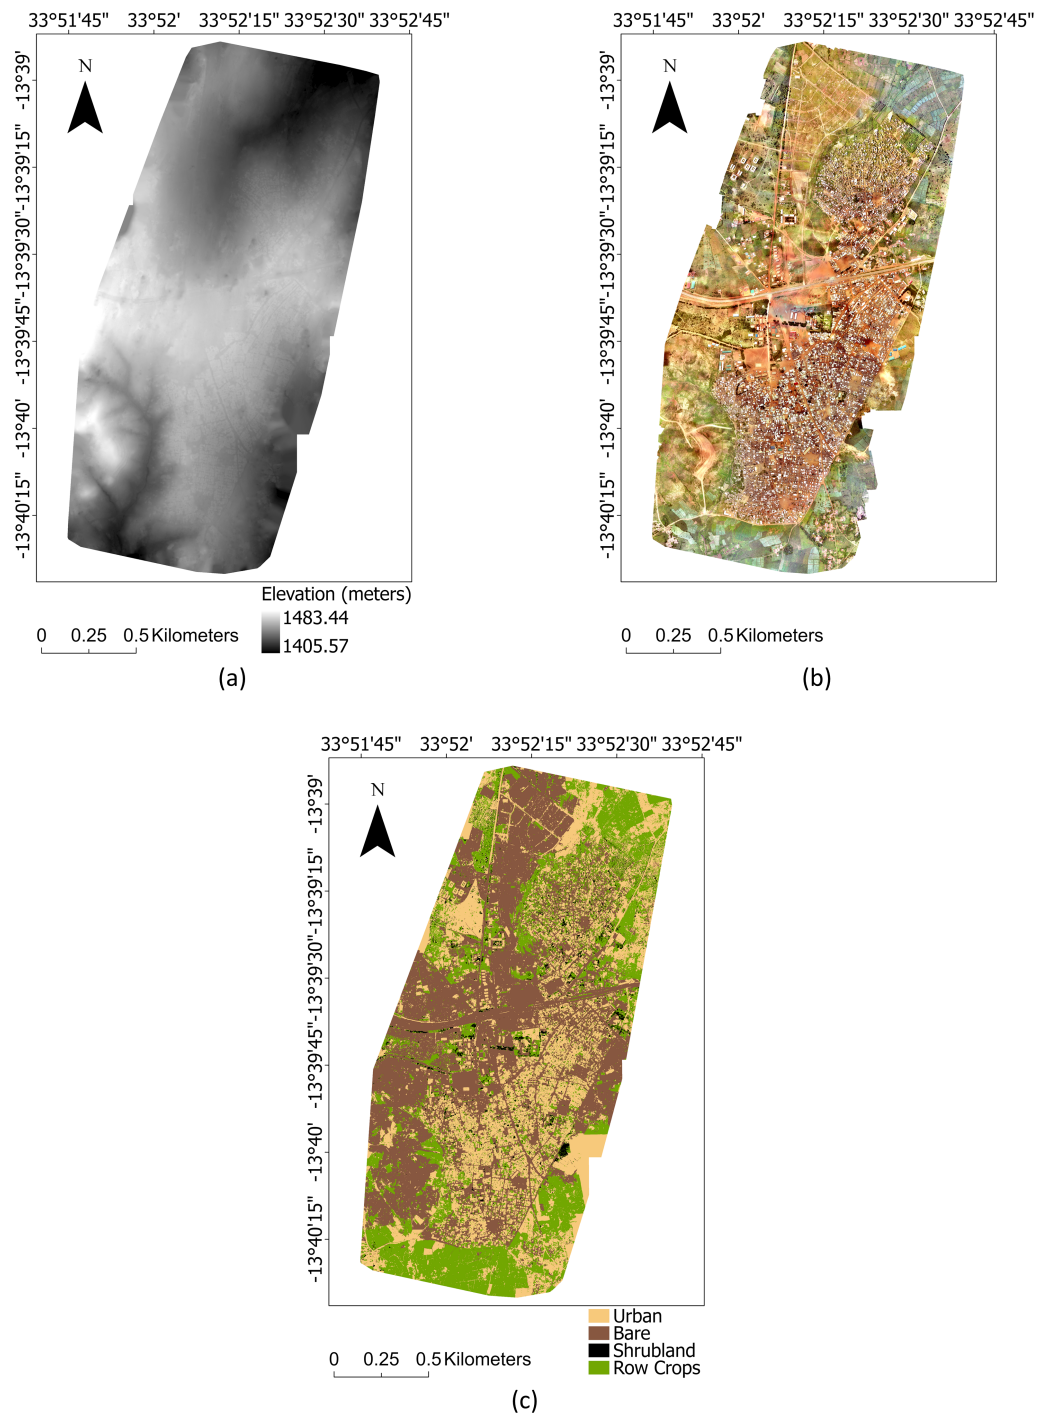 33°51'45" 33°52' 33°52'15" 33°52'30" 33°52'45"
-13°39'
-13°39'15"
-13°39'30"
-13°39'45"
-13°40'
-13°40'15"
N
Elevation (meters)
1483.44
1405.57
0 0.25 0.5 Kilometers
(a)
33°51'45" 33°52' 33°52'15" 33°52'30" 33°52'45"
-13°39'
-13°39'15"
-13°39'30"
-13°39'45"
-13°40'
-13°40'15"
N
0 0.25 0.5 Kilometers
(b)
33°51'45" 33°52' 33°52'15" 33°52'30" 33°52'45"
-13°39'
-13°39'15"
-13°39'30"
-13°39'45"
-13°40'
-13°40'15"
N
Urban
Bare
Shrubland
Row Crops
0 0.25 0.5 Kilometers
(c)